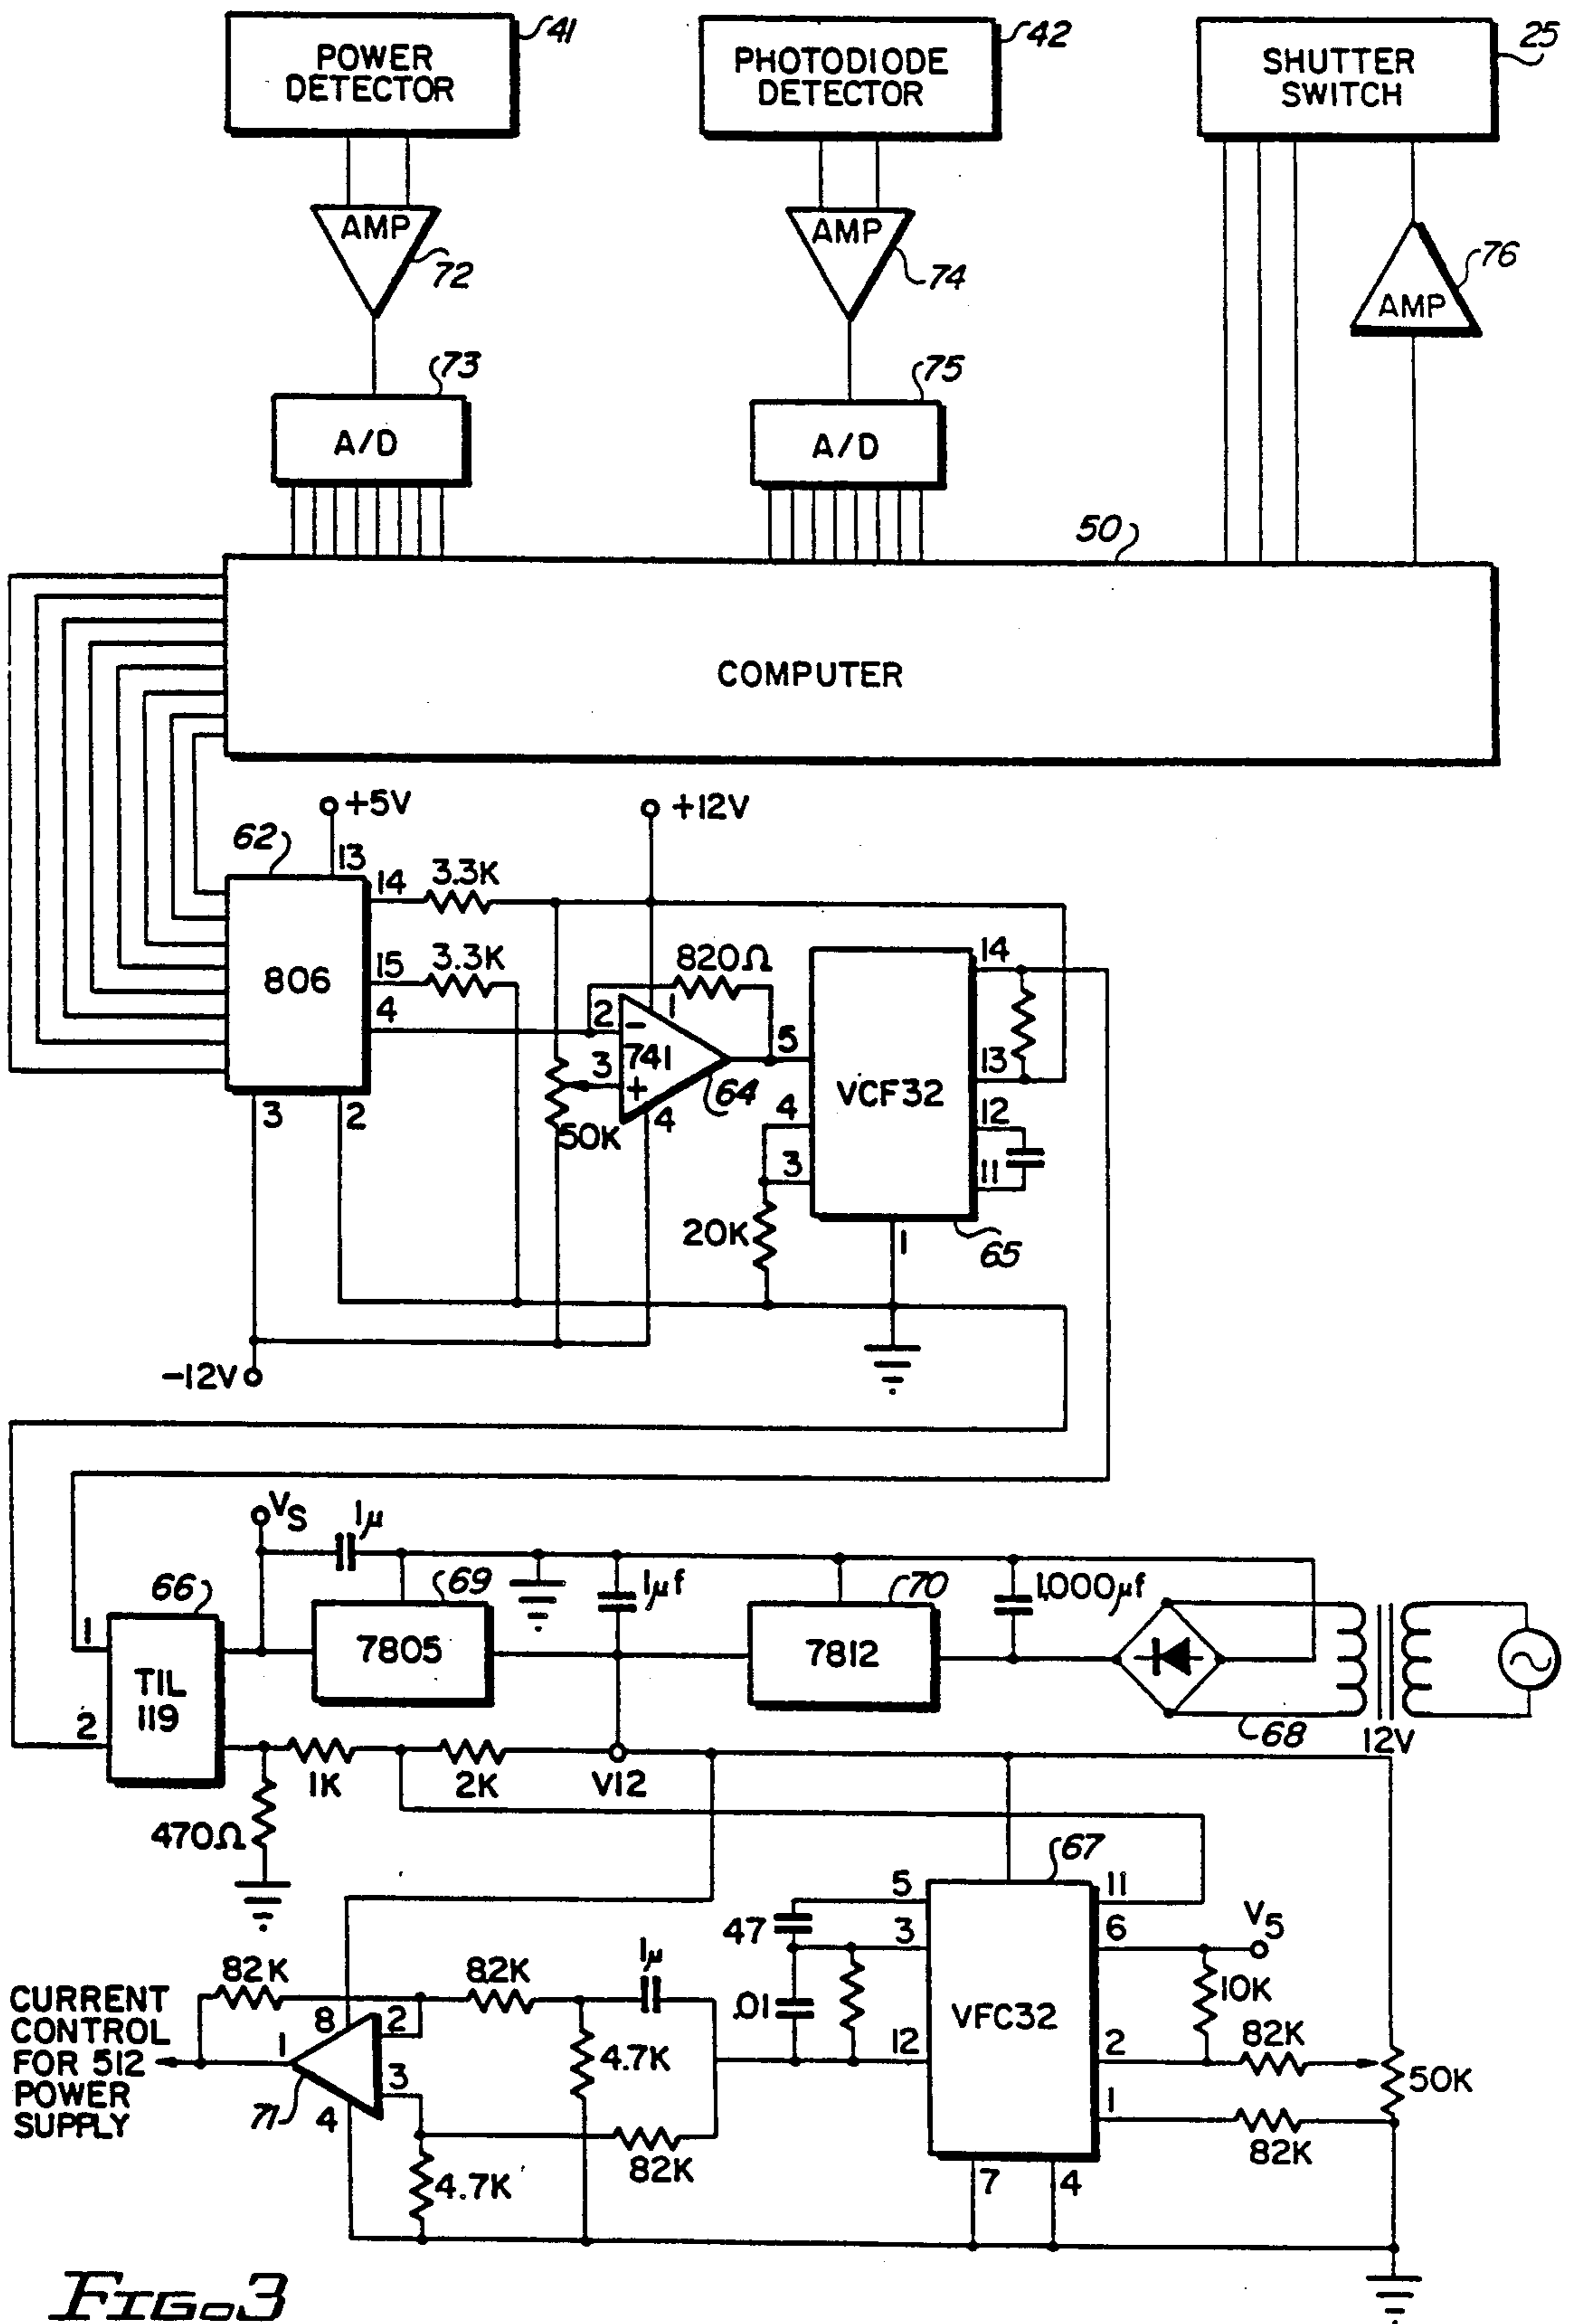 41
42
25
POWER
DETECTOR
PHOTODIODE
DETECTOR
SHUTTER
SWITCH
AMP
72
AMP
74
76
AMP
73
75
A/D
A/D
50
COMPUTER
+5V
+12V
62
13
14
3.3K
820Ω
14
806
15
3.3K
4
2
-
1
741
3
+
5
64
VCF32
13
50K
4
4
12
3
11
3
2
20K
1
65
-12V
VS
1μ
66
69
1μf
70
1,000μf
1
7805
7812
TIL
119
2
68
12V
1K
2K
V12
470Ω
67
5
11
47
3
6
V5
82K
82K
1μ
10K
CURRENT
CONTROL
FOR 512
POWER
SUPPLY
8
2
.01
VFC32
82K
1
12
2
4.7K
50K
3
71
4
1
82K
82K
4.7K
7
4
FIG. 3